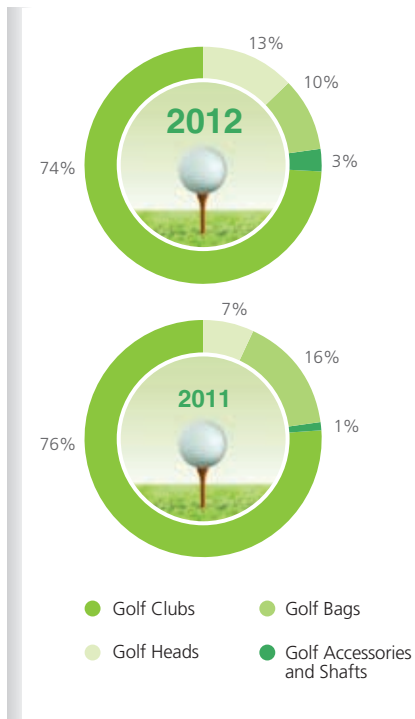 13%
10%
2012
3%
74%
7%
16%
2011
1%
76%
Golf Clubs
Golf Bags
Golf Heads
Golf Accessories
and Shafts